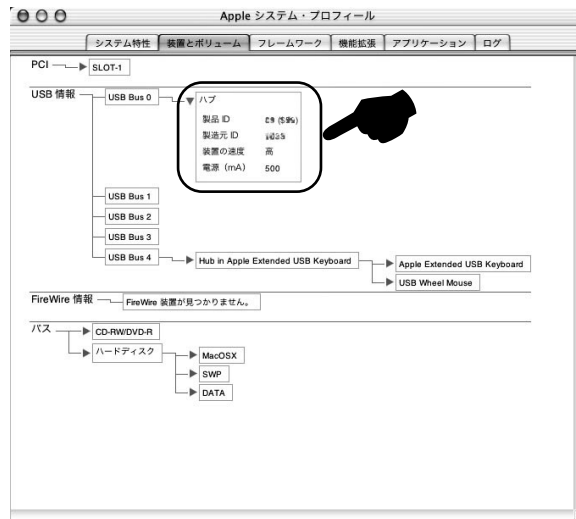 Apple システム・プロフィール
システム特性 装置とボリューム フレームワーク 機能拡張 アプリケーション ログ
PCI SLOT-1
USB 情報 USB Bus 0 ハブ
製品 ID
製造元 ID
装置の速度 高
電源（mA） 500
USB Bus 1
USB Bus 2
USB Bus 3
USB Bus 4 Hub in Apple Extended USB Keyboard Apple Extended USB Keyboard
USB Wheel Mouse
FireWire 情報 FireWire 装置が見つかりません。
バス CD-RW/DVD-R
ハードディスク MacOSX
SWP
DATA